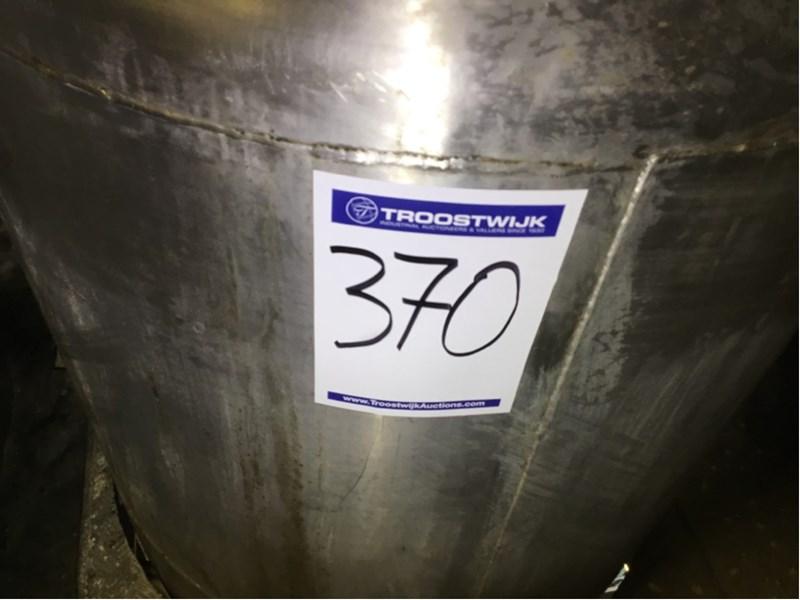 TROOSTWIJK
INDUSTRIAL AUCTIONEERS & VALUERS SINCE 1930
370
www.TroostwijkAuctions.com